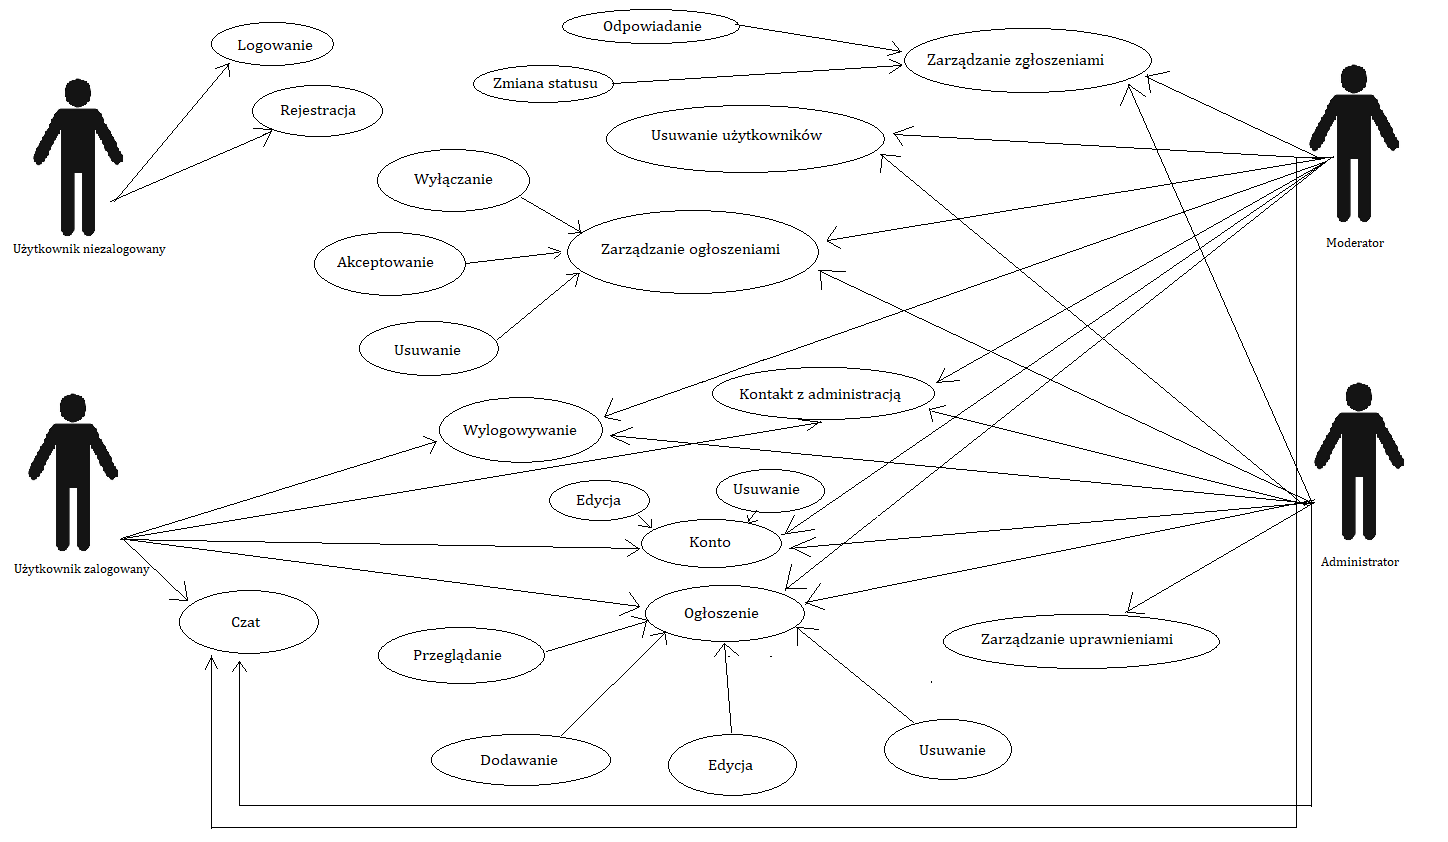 Odpowiadanie
Logowanie
Zarządzanie zgłoszeniami
Zmiana statusu
Rejestracja
Usuwanie użytkowników
Wyłączanie
Użytkownik niezalogowany
Zarządzanie ogłoszeniami
Moderator
Akceptowanie
Usuwanie
Kontakt z administracją
Wylogowywanie
Usuwanie
Edycja
Konto
Użytkownik zalogowany
Administrator
Ogłoszenie
Czat
Zarządzanie uprawnieniami
Przeglądanie
Dodawanie
Edycja
Usuwanie